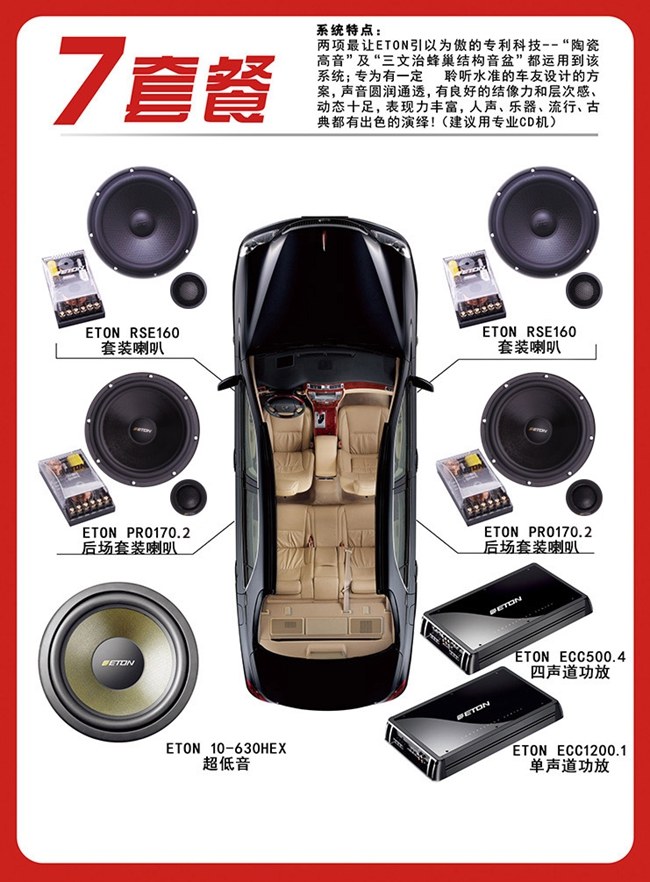 7套餐
系统特点：
两项最让ETON引以为傲的专利科技--“陶瓷
高音”及“三文治蜂巢结构音盆”都运用到该
系统；专为有一定 聆听水准的车友设计的方
案，声音圆润通透，有良好的结像力和层次感、
动态十足，表现力丰富，人声、乐器、流行、古
典都有出色的演绎！（建议用专业CD机）
ETON
ETON RSE160
套装喇叭
ETON RSE160
套装喇叭
ETON
ETON
ETON PRO170.2
后场套装喇叭
ETON PRO170.2
后场套装喇叭
ETON
ETON
ETON ECC500.4
四声道功放
ETON
ETON 10-630HEX
超低音
ETON ECC1200.1
单声道功放